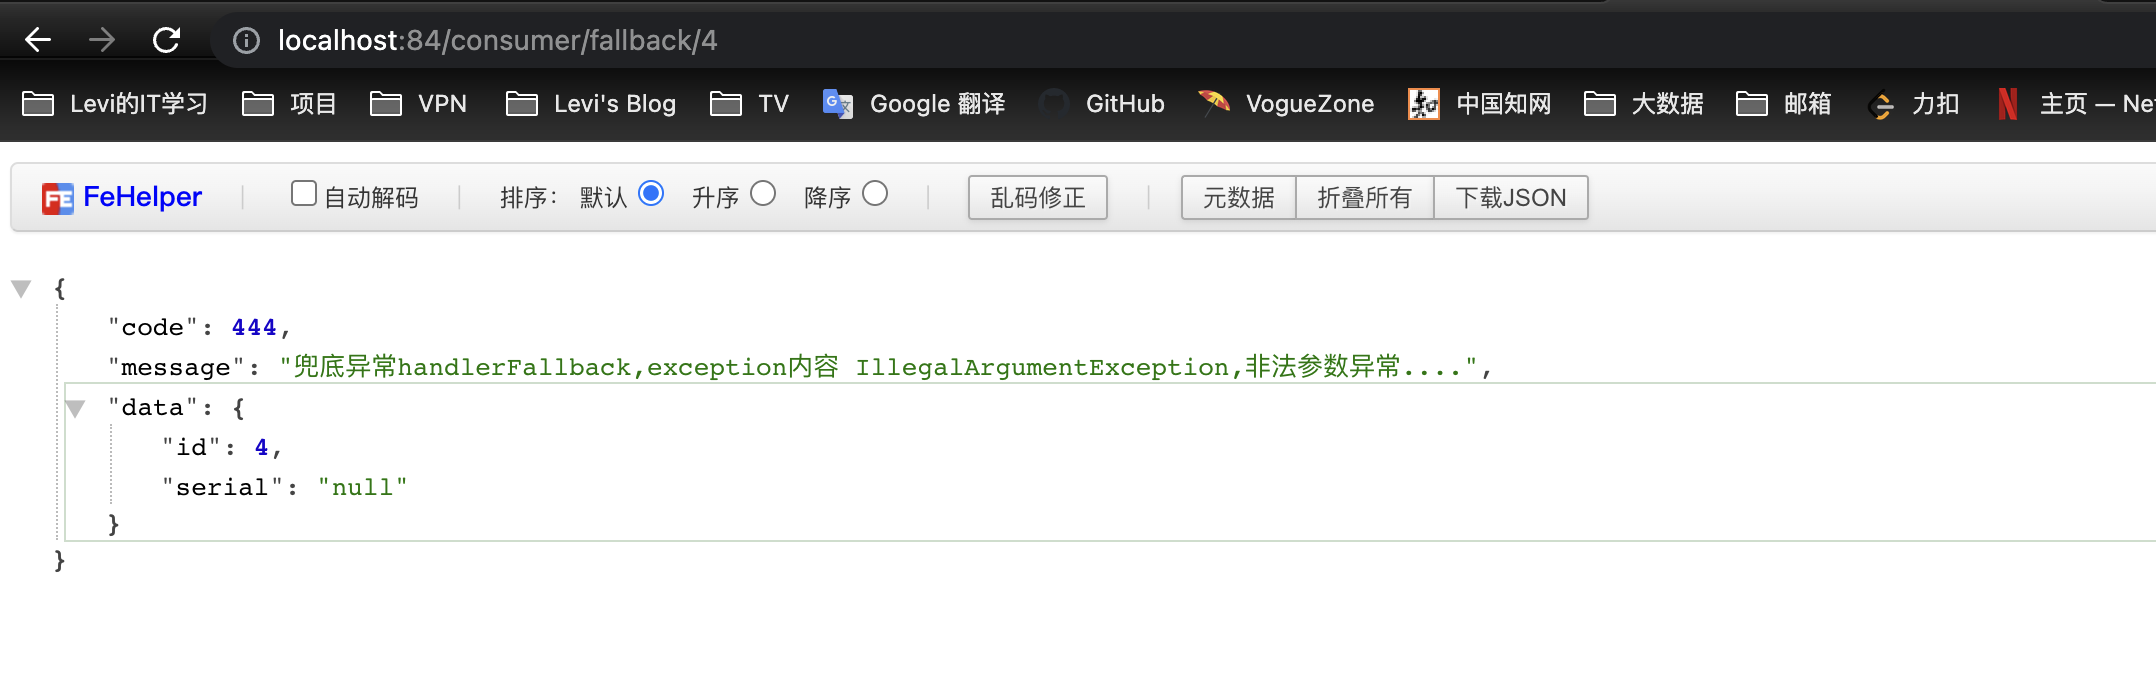 localhost:84/consumer/fallback/4
Levi的IT学习 项目 VPN Levi's Blog TV Google 翻译 GitHub VogueZone 中国知网 大数据 邮箱 力扣 主页 — Net
FeHelper 自动解码 排序: 默认 升序 降序 乱码修正 元数据 折叠所有 下载JSON
{
"code": 444,
"message": "兜底异常handlerFallback,exception内容 IllegalArgumentException,非法参数异常....",
"data": {
"id": 4,
"serial": "null"
}
}